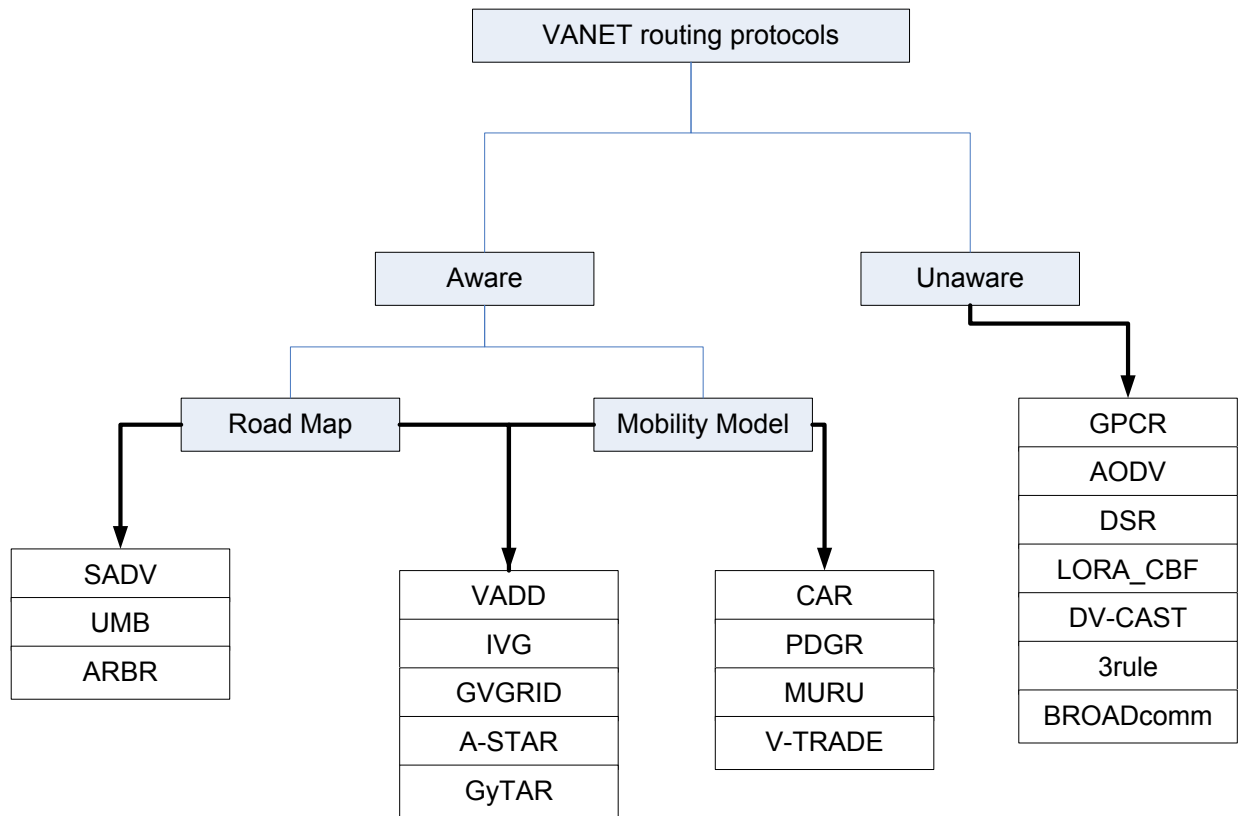 VANET routing protocols
Aware
Unaware
Road Map
Mobility Model
SADV
UMB
ARBR
VADD
IVG
GVGRID
A-STAR
GyTAR
CAR
PDGR
MURU
V-TRADE
GPCR
AODV
DSR
LORA_CBF
DV-CAST
3rule
BROADcomm